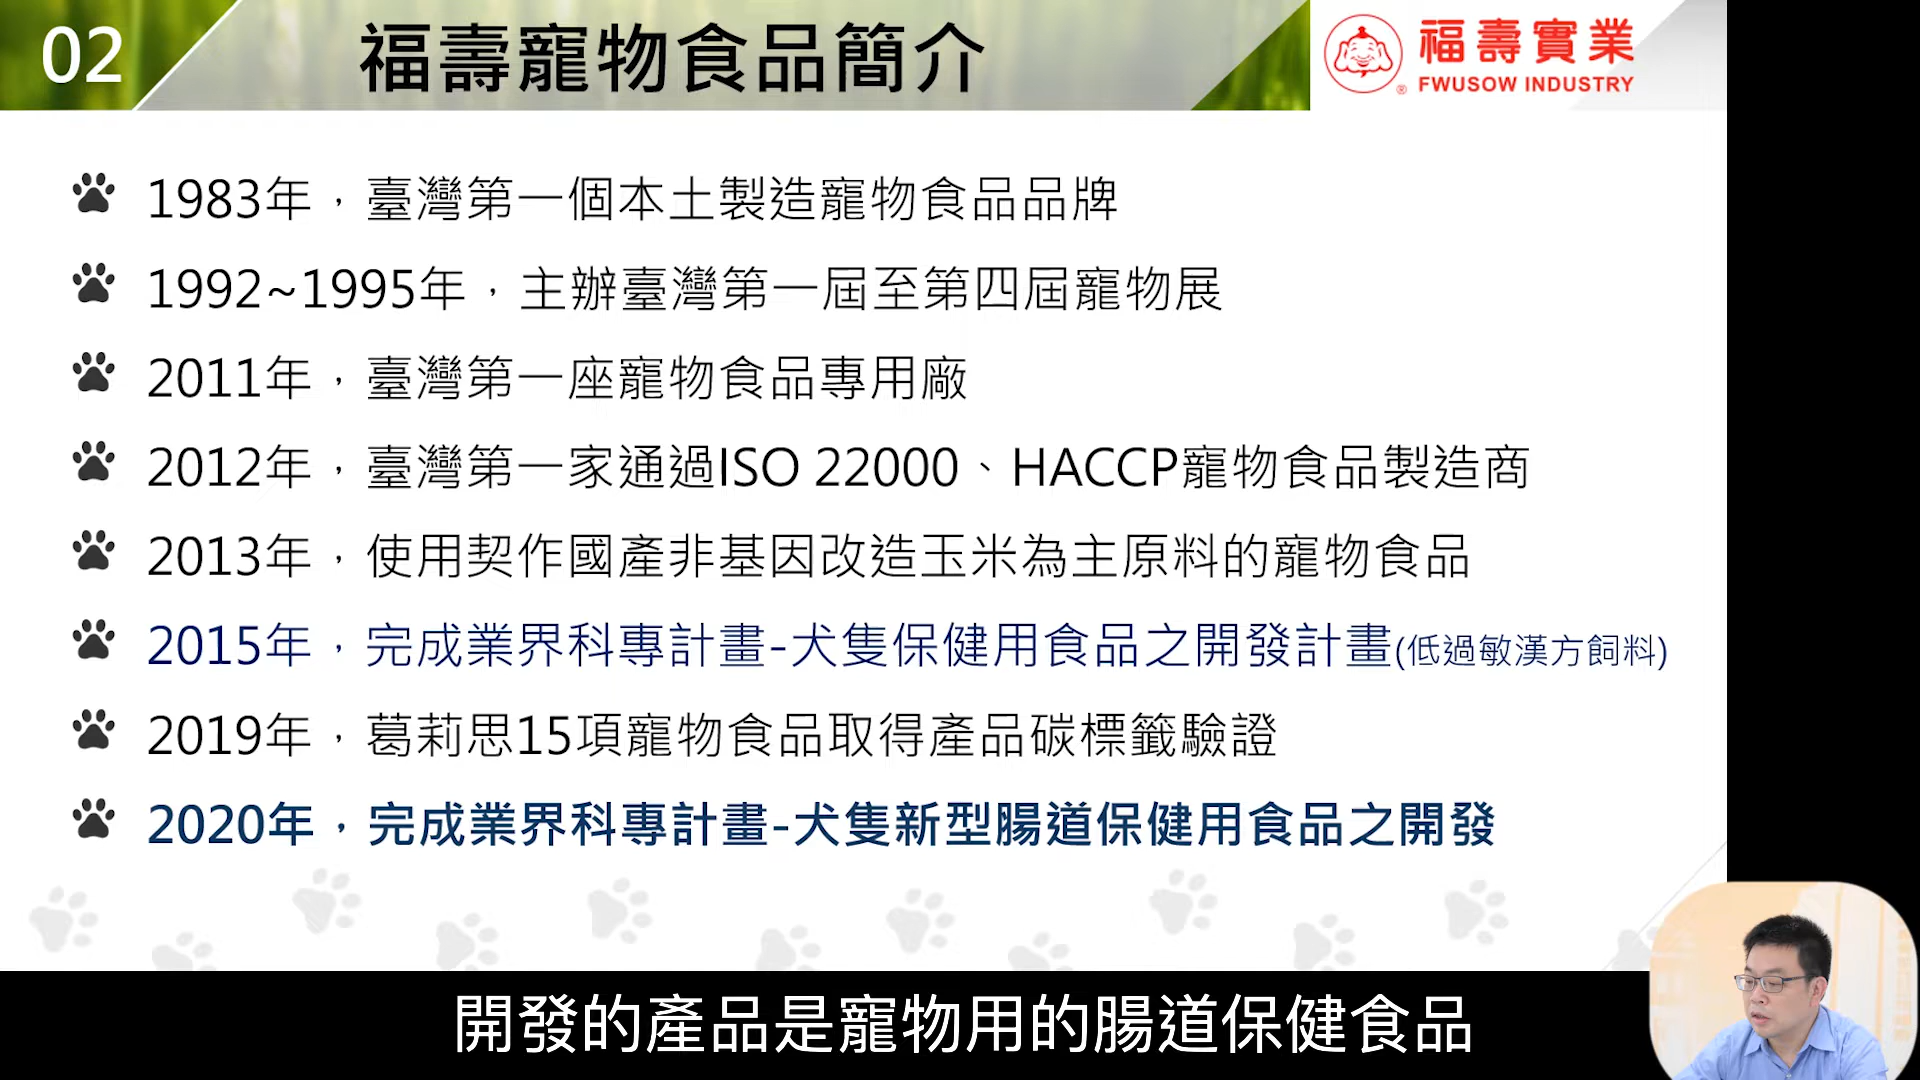 02
福壽寵物食品簡介
福壽實業
® FWUSOW INDUSTRY
1983年，臺灣第一個本土製造寵物食品品牌
1992~1995年，主辦臺灣第一屆至第四屆寵物展
2011年，臺灣第一座寵物食品專用廠
2012年，臺灣第一家通過ISO 22000、HACCP寵物食品製造商
2013年，使用契作國產非基因改造玉米為主原料的寵物食品
2015年，完成業界科專計畫-犬隻保健用食品之開發計畫(低過敏漢方飼料)
2019年，葛莉思15項寵物食品取得產品碳標籤驗證
2020年，完成業界科專計畫-犬隻新型腸道保健用食品之開發
開發的產品是寵物用的腸道保健食品